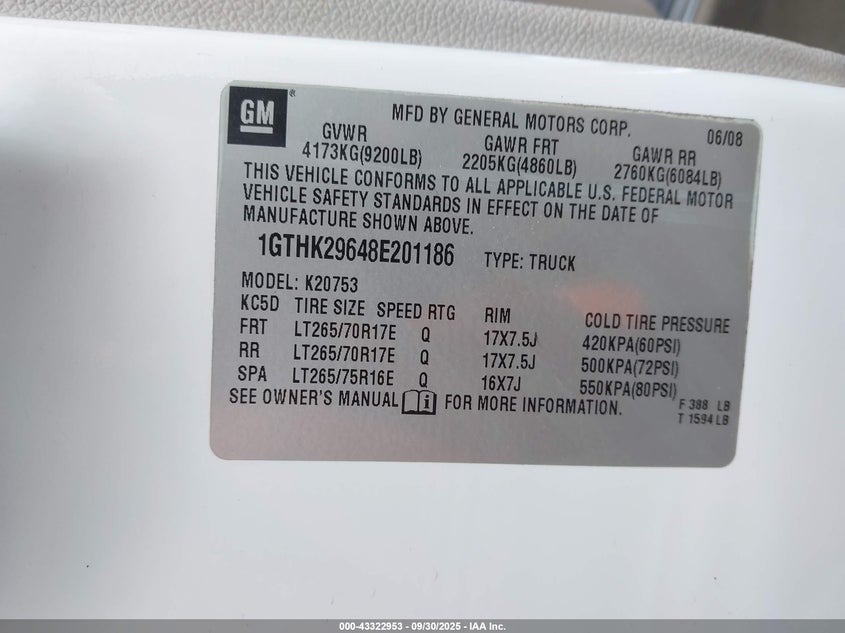 GM ®
MFD BY GENERAL MOTORS CORP. 06/08
GVWR GAWR FRT GAWR RR
4173KG(9200LB) 2205KG(4860LB) 2760KG(6084LB)
THIS VEHICLE CONFORMS TO ALL APPLICABLE U.S. FEDERAL MOTOR
VEHICLE SAFETY STANDARDS IN EFFECT ON THE DATE OF
MANUFACTURE SHOWN ABOVE.
1GTHK29648E201186 TYPE: TRUCK
MODEL: K20753
KC5D TIRE SIZE SPEED RTG RIM COLD TIRE PRESSURE
FRT LT265/70R17E Q 17X7.5J 420KPA(60PSI)
RR LT265/70R17E Q 17X7.5J 500KPA(72PSI)
SPA LT265/75R16E Q 16X7J 550KPA(80PSI)
SEE OWNER'S MANUAL i FOR MORE INFORMATION.
F 388 LB
T 1594 LB
000-43322953 - 09/30/2025 - IAA Inc.